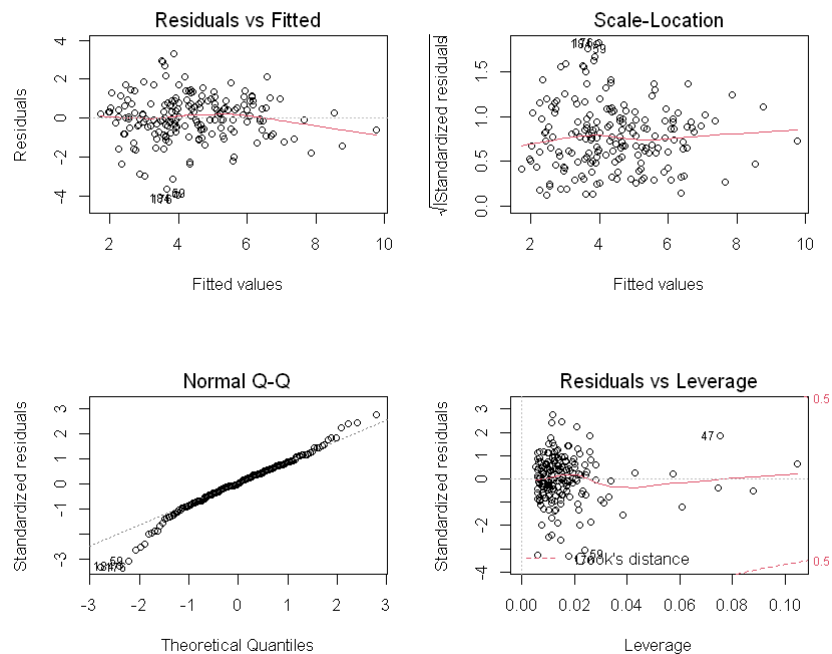 Residuals vs Fitted
Residuals
4
2
0
-2
-4
59
2 4 6 8 10
Fitted values
Scale-Location
√|Standardized residuals
1.5
1.0
0.5
0.0
59
2 4 6 8 10
Fitted values
Normal Q-Q
Standardized residuals
3
2
1
0
-1
-3
59
-3 -2 -1 0 1 2 3
Theoretical Quantiles
Residuals vs Leverage
Standardized residuals
3
2
0
-2
-4
47
0.5
59
Cook's distance
0.5
0.00 0.02 0.04 0.06 0.08 0.10
Leverage